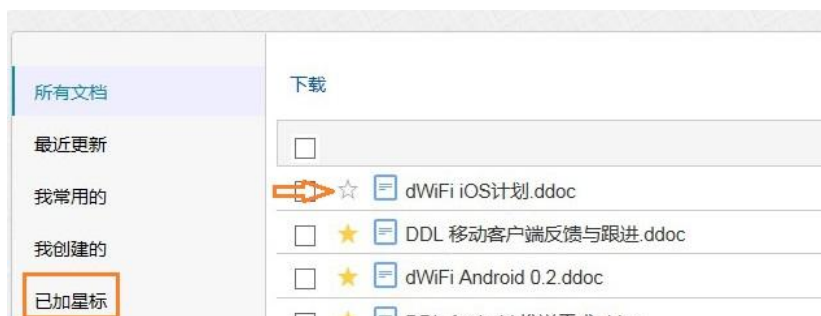 所有文档
最近更新
我常用的
我创建的
已加星标
下载
dWiFi iOS计划.ddoc
DDL 移动客户端反馈与跟进.ddoc
dWiFi Android 0.2.ddoc